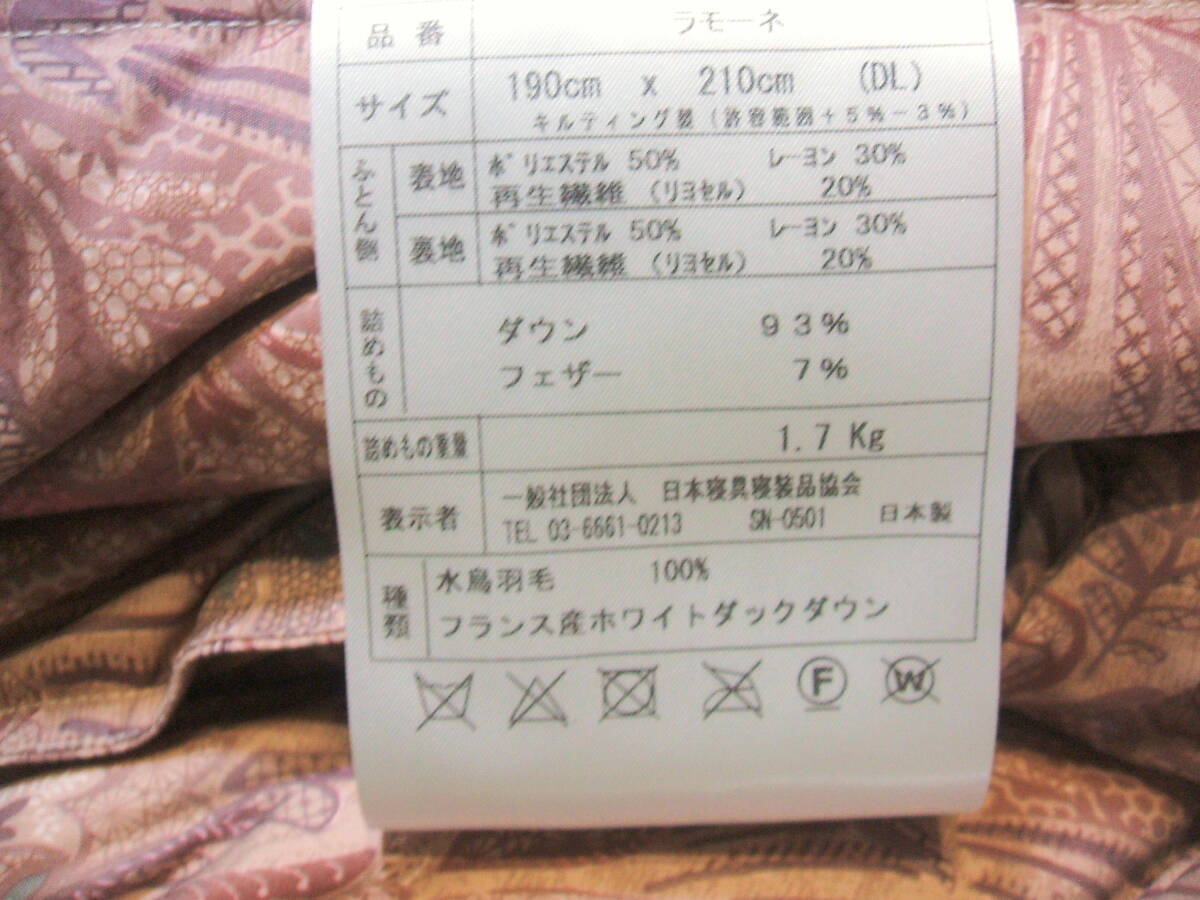 品番 ラモーネ
サイズ 190cm x 210cm (DL)
キルティング製 (許容範囲+5%-3%)
ふとん側 表地 ポリエステル 50% レーヨン 30%
再生繊維 (リヨセル) 20%
裏地 ポリエステル 50% レーヨン 30%
再生繊維 (リヨセル) 20%
詰めもの ダウン 93%
フェザー 7%
詰めもの重量 1.7 Kg
表示者 一般社団法人 日本寝具寝装品協会
TEL 03-6661-0213 SN-0501 日本製
種類 水鳥羽毛 100%
フランス産ホワイトダックダウン
F W